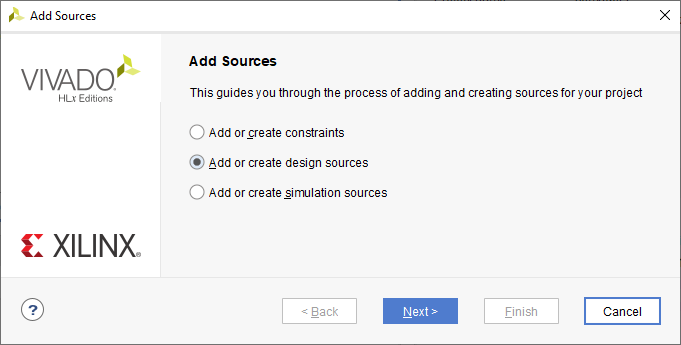 Add Sources
VIVADO
HLx Editions
Add Sources
This guides you through the process of adding and creating sources for your project
Add or create constraints
Add or create design sources
Add or create simulation sources
XILINX
?
< Back
Next >
Finish
Cancel